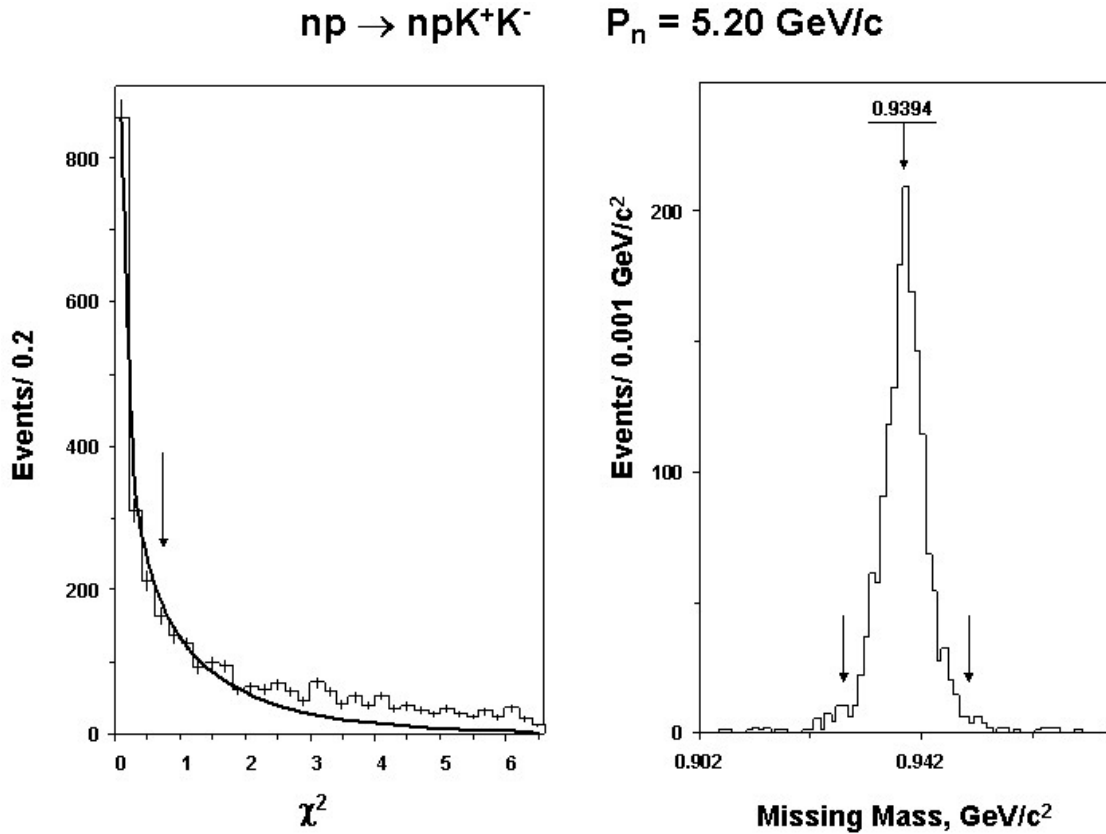 np → npK⁺K⁻ Pₙ = 5.20 GeV/c
Events/ 0.2
800
600
400
200
0
0 1 2 3 4 5 6
χ²
Events/ 0.001 GeV/c²
0.9394
200
100
0
0.902 0.942
Missing Mass, GeV/c²